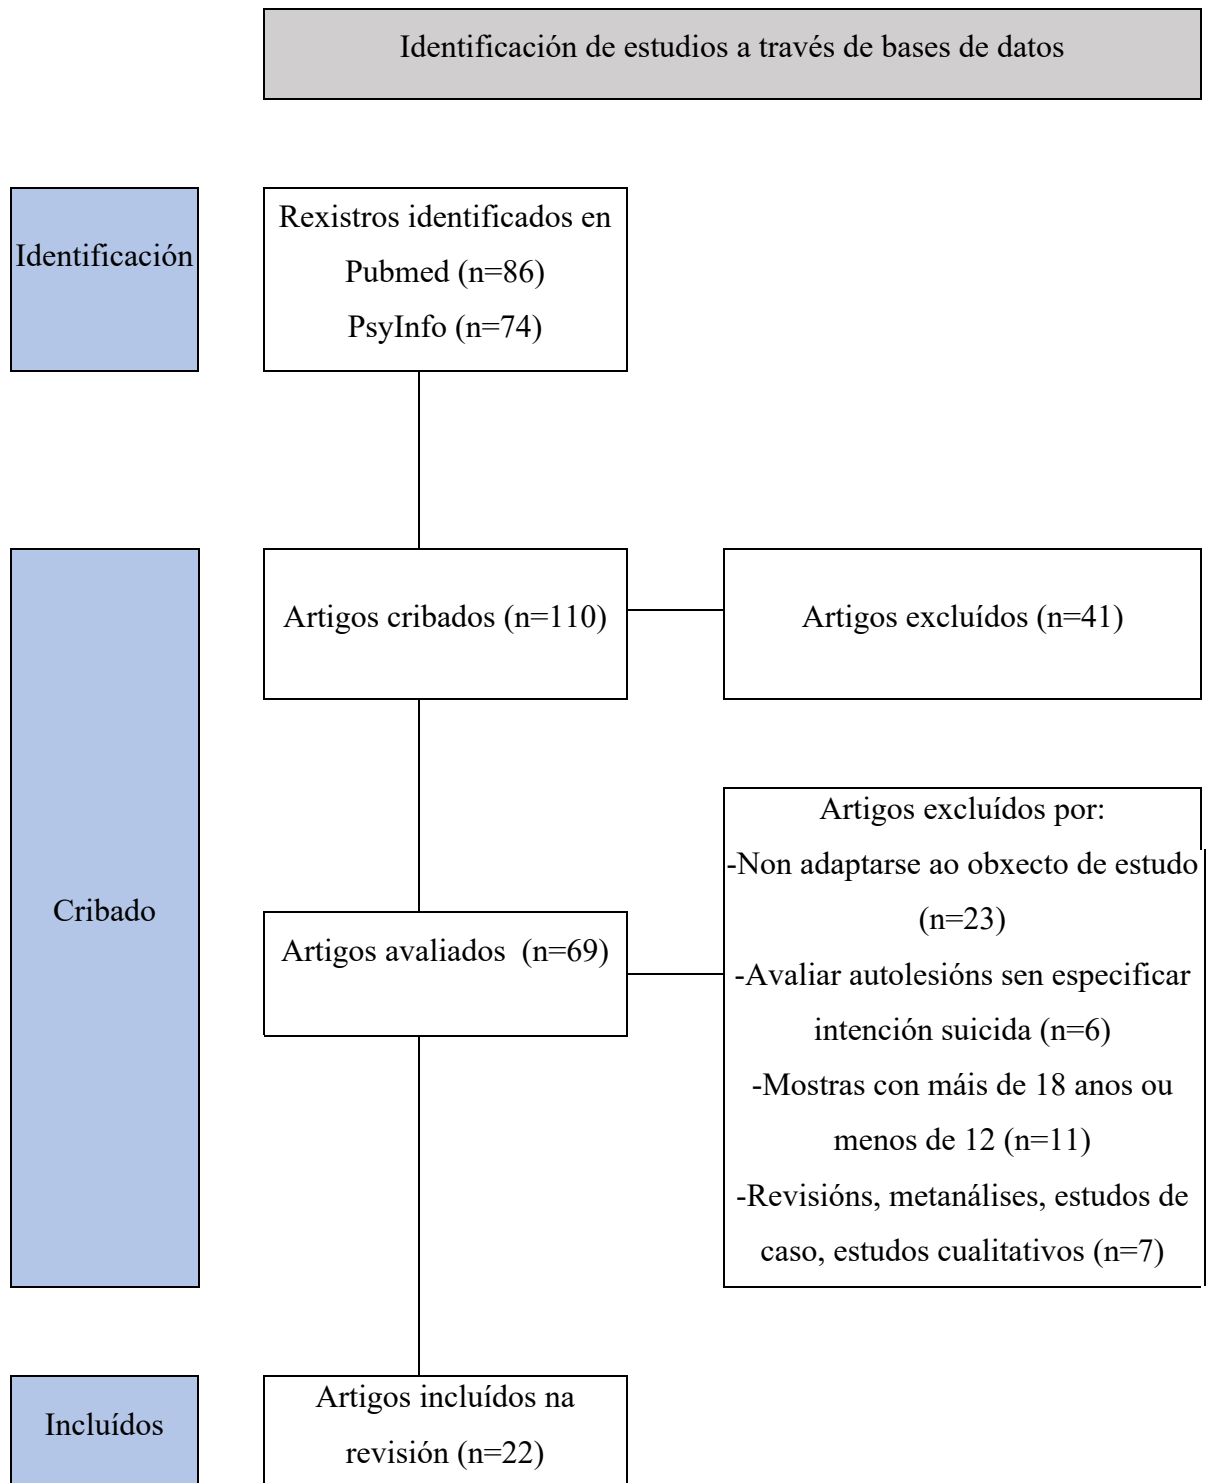 Identificación de estudios a través de bases de datos
Identificación
Rexistros identificados en
Pubmed (n=86)
PsyInfo (n=74)
Cribado
Artigos cribados (n=110)
Artigos excluídos (n=41)
Artigos avaliados (n=69)
Artigos excluídos por:
-Non adaptarse ao obxecto de estudo
(n=23)
-Avaliar autolesións sen especificar
intención suicida (n=6)
-Mostras con máis de 18 anos ou
menos de 12 (n=11)
-Revisións, metanálises, estudos de
caso, estudos cualitativos (n=7)
Incluídos
Artigos incluídos na
revisión (n=22)